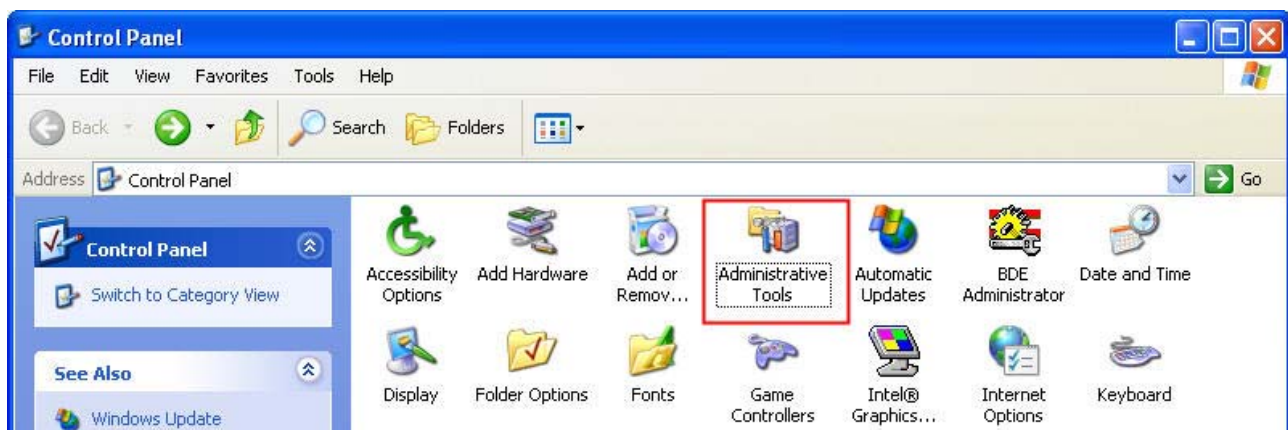 Control Panel
File Edit View Favorites Tools Help
Back Search Folders
Address Control Panel Go
Control Panel
Switch to Category View
See Also
Windows Update
Accessibility Options
Add Hardware
Add or Remov...
Administrative Tools
Automatic Updates
BDE Administrator
Date and Time
Display
Folder Options
Fonts
Game Controllers
Intel® Graphics...
Internet Options
Keyboard